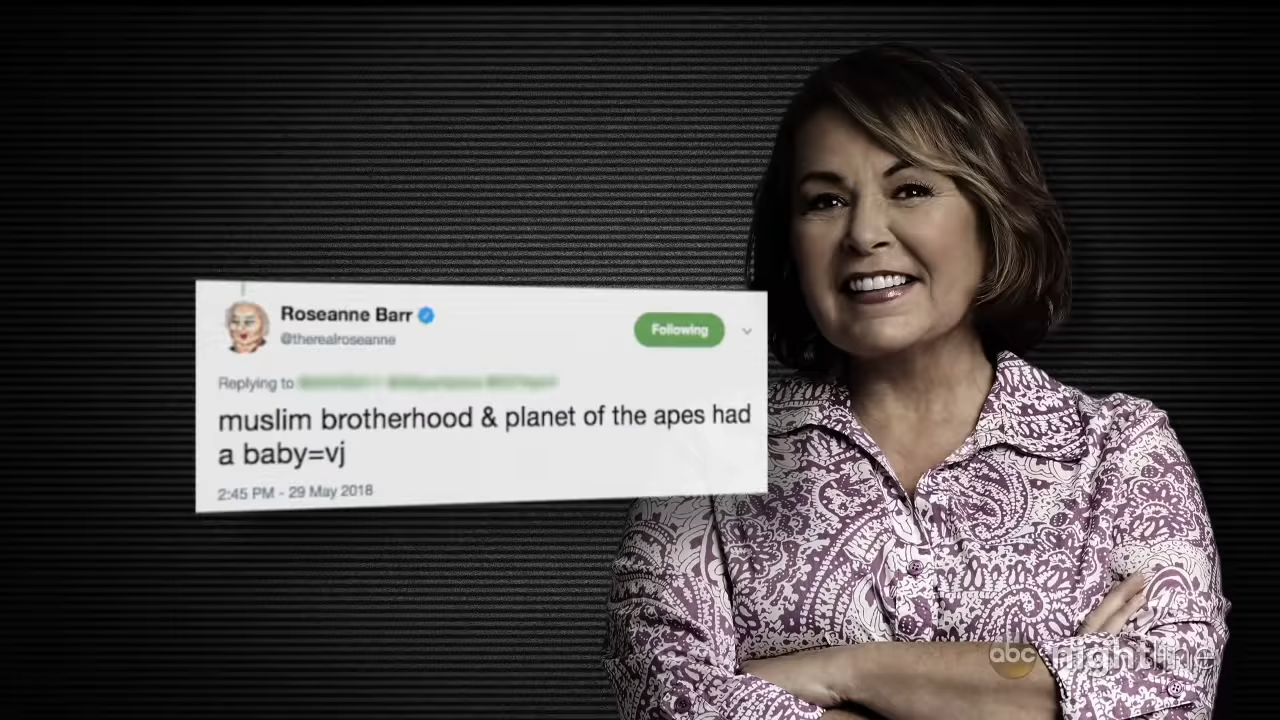 Roseanne Barr
@therealroseanne
Following
Replying to
muslim brotherhood & planet of the apes had
a baby=vj
2:45 PM - 29 May 2018
abc nightline